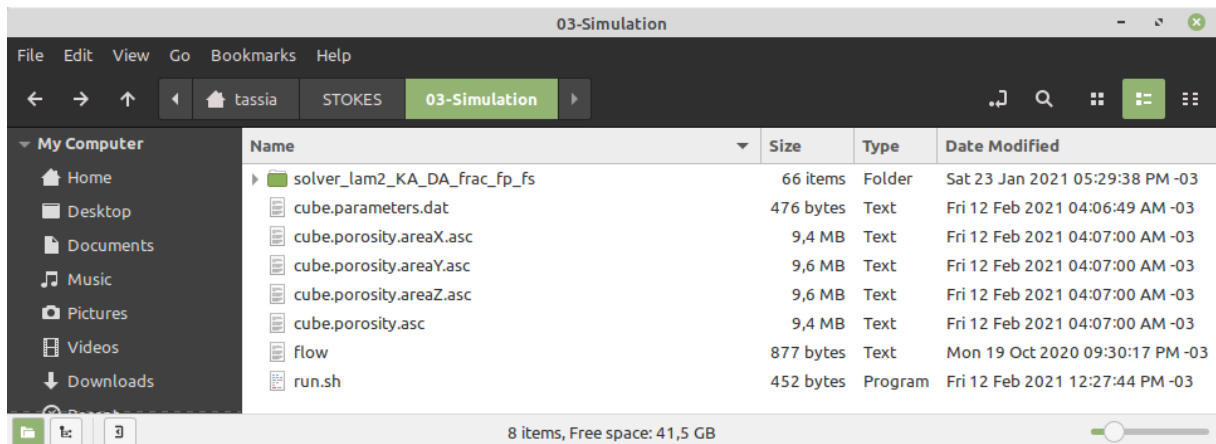 03-Simulation
File Edit View Go Bookmarks Help
tassia STOKES 03-Simulation
My Computer
Home
Desktop
Documents
Music
Pictures
Videos
Downloads
Name Size Type Date Modified
solver_lam2_KA_DA_frac_fp_fs 66 items Folder Sat 23 Jan 2021 05:29:38 PM -03
cube.parameters.dat 476 bytes Text Fri 12 Feb 2021 04:06:49 AM -03
cube.porosity.areaX.asc 9,4 MB Text Fri 12 Feb 2021 04:07:00 AM -03
cube.porosity.areaY.asc 9,6 MB Text Fri 12 Feb 2021 04:07:00 AM -03
cube.porosity.areaZ.asc 9,6 MB Text Fri 12 Feb 2021 04:07:00 AM -03
cube.porosity.asc 9,4 MB Text Fri 12 Feb 2021 04:07:00 AM -03
flow 877 bytes Text Mon 19 Oct 2020 09:30:17 PM -03
run.sh 452 bytes Program Fri 12 Feb 2021 12:27:44 PM -03
8 items, Free space: 41,5 GB